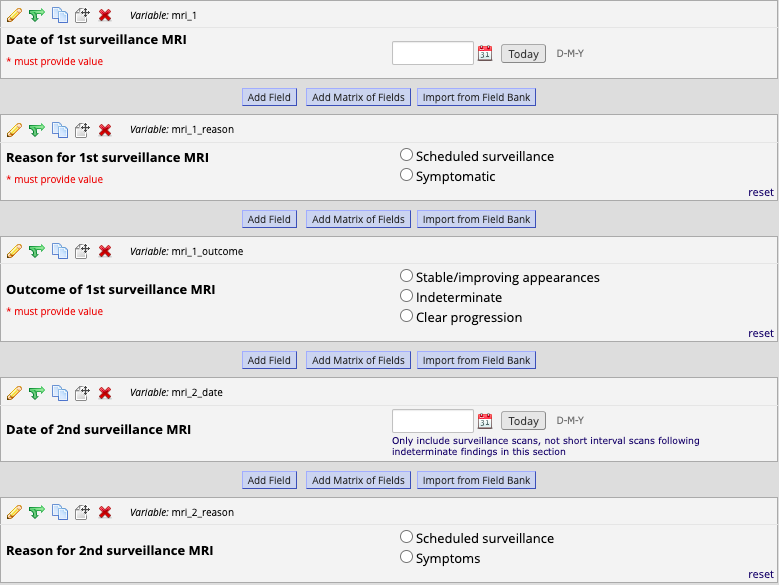 Variable: mri_1
Date of 1st surveillance MRI
* must provide value
31 Today D-M-Y
Add Field Add Matrix of Fields Import from Field Bank
Variable: mri_1_reason
Reason for 1st surveillance MRI
* must provide value
Scheduled surveillance
Symptomatic
reset
Add Field Add Matrix of Fields Import from Field Bank
Variable: mri_1_outcome
Outcome of 1st surveillance MRI
* must provide value
Stable/improving appearances
Indeterminate
Clear progression
reset
Add Field Add Matrix of Fields Import from Field Bank
Variable: mri_2_date
Date of 2nd surveillance MRI
31 Today D-M-Y
Only include surveillance scans, not short interval scans following
indeterminate findings in this section
Add Field Add Matrix of Fields Import from Field Bank
Variable: mri_2_reason
Reason for 2nd surveillance MRI
Scheduled surveillance
Symptoms
reset